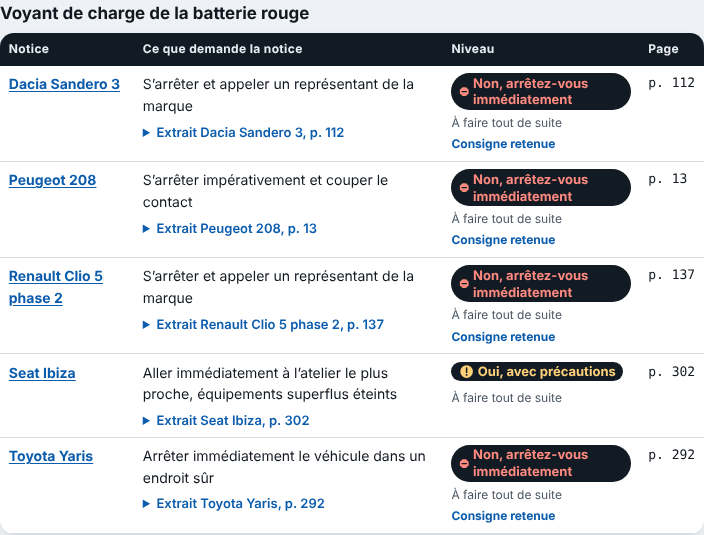 Voyant de charge de la batterie rouge
Notice Ce que demande la notice Niveau Page
Dacia Sandero 3
S’arrêter et appeler un représentant de la
marque
▶ Extrait Dacia Sandero 3, p. 112
Non, arrêtez-vous
immédiatement
À faire tout de suite
Consigne retenue
p. 112
Peugeot 208
S’arrêter impérativement et couper le
contact
▶ Extrait Peugeot 208, p. 13
Non, arrêtez-vous
immédiatement
À faire tout de suite
Consigne retenue
p. 13
Renault Clio 5
phase 2
S’arrêter et appeler un représentant de la
marque
▶ Extrait Renault Clio 5 phase 2, p. 137
Non, arrêtez-vous
immédiatement
À faire tout de suite
Consigne retenue
p. 137
Seat Ibiza
Aller immédiatement à l’atelier le plus
proche, équipements superflus éteints
▶ Extrait Seat Ibiza, p. 302
Oui, avec précautions
À faire tout de suite
p. 302
Toyota Yaris
Arrêter immédiatement le véhicule dans un
endroit sûr
▶ Extrait Toyota Yaris, p. 292
Non, arrêtez-vous
immédiatement
À faire tout de suite
Consigne retenue
p. 292